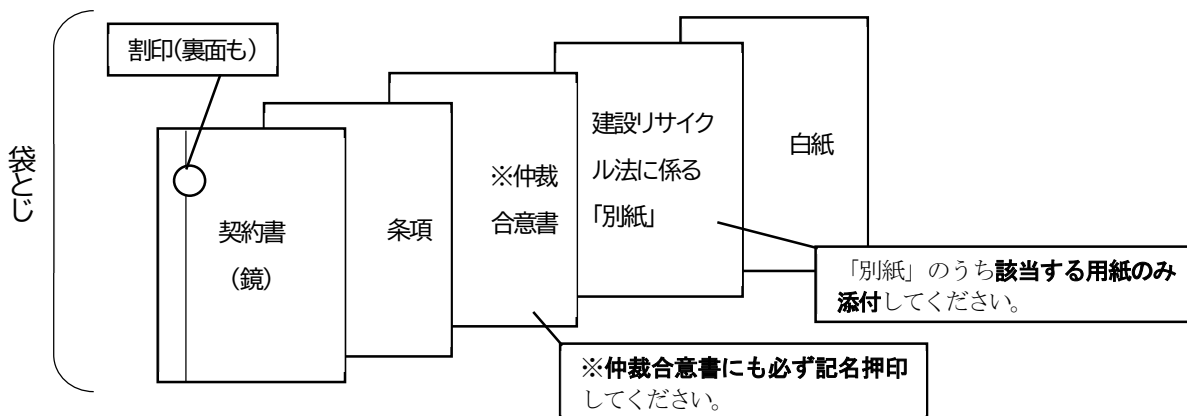 袋とじ
割印(裏面も)
契約書
(鏡)
条項
※仲裁
合意書
建設リサイク
ル法に係る
「別紙」
白紙
「別紙」のうち該当する用紙のみ
添付してください。
※仲裁合意書にも必ず記名押印
してください。